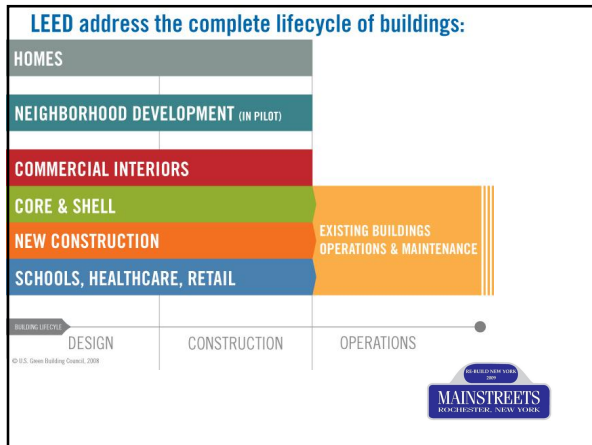 LEED address the complete lifecycle of buildings:
HOMES
NEIGHBORHOOD DEVELOPMENT (IN PILOT)
COMMERCIAL INTERIORS
CORE & SHELL
NEW CONSTRUCTION
SCHOOLS, HEALTHCARE, RETAIL
EXISTING BUILDINGS
OPERATIONS & MAINTENANCE
BUILDING LIFECYLE
DESIGN
CONSTRUCTION
OPERATIONS
© U.S. Green Building Council, 2008
RE-BUILD NEW YORK
2009
MAINSTREETS
ROCHESTER, NEW YORK